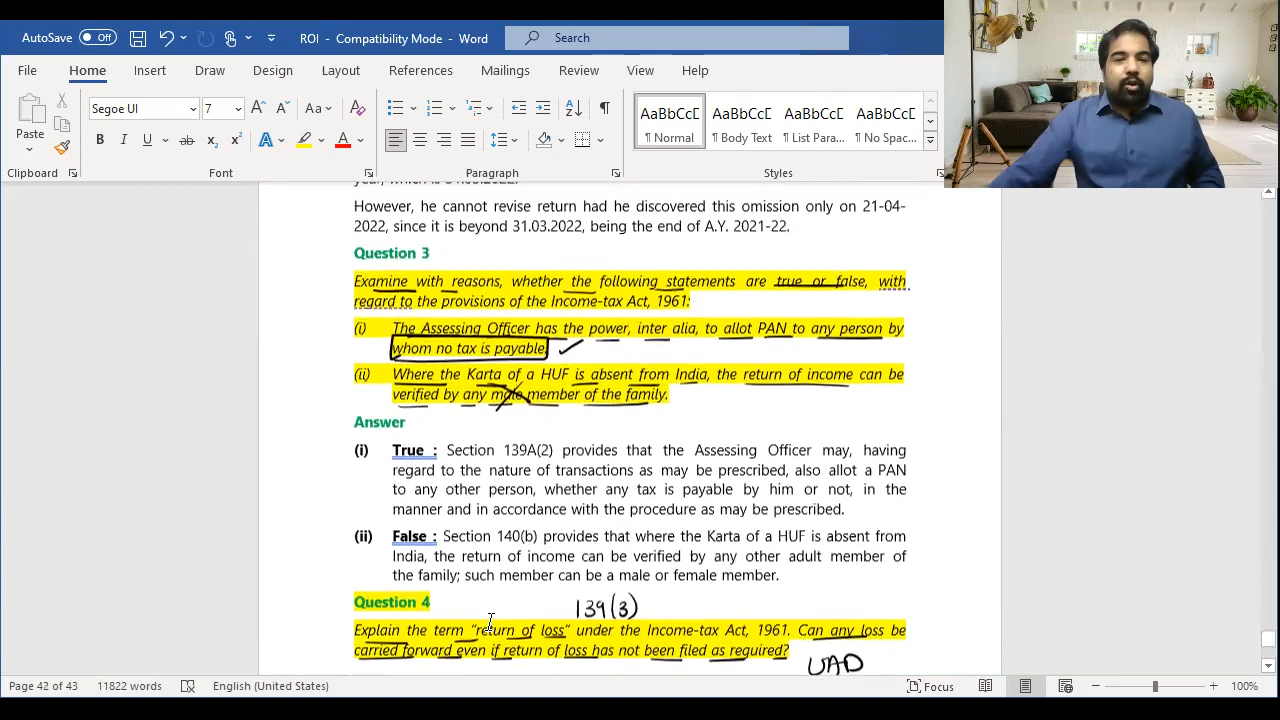 AutoSave Off ROI - Compatibility Mode - Word Search
File Home Insert Draw Design Layout References Mailings Review View Help
Segoe UI 7 A A Aa A
Paste B I U ab x₂ x² A A
AaBbCcD AaBbCcD AaBbCcD AaBbCcD
¶ Normal ¶ Body Text ¶ List Para... ¶ No Spac...
Clipboard Font Paragraph Styles
However, he cannot revise return had he discovered this omission only on 21-04-
2022, since it is beyond 31.03.2022, being the end of A.Y. 2021-22.
Question 3
Examine with reasons, whether the following statements are true or false, with
regard to the provisions of the Income-tax Act, 1961:
(i) The Assessing Officer has the power, inter alia, to allot PAN to any person by
whom no tax is payable.
(ii) Where the Karta of a HUF is absent from India, the return of income can be
verified by any male member of the family.
Answer
(i) True : Section 139A(2) provides that the Assessing Officer may, having
regard to the nature of transactions as may be prescribed, also allot a PAN
to any other person, whether any tax is payable by him or not, in the
manner and in accordance with the procedure as may be prescribed.
(ii) False : Section 140(b) provides that where the Karta of a HUF is absent from
India, the return of income can be verified by any other adult member of
the family; such member can be a male or female member.
Question 4 139(3)
Explain the term "return of loss" under the Income-tax Act, 1961. Can any loss be
carried forward even if return of loss has not been filed as required?
UAD
Page 42 of 43 11822 words English (United States) Focus 100%